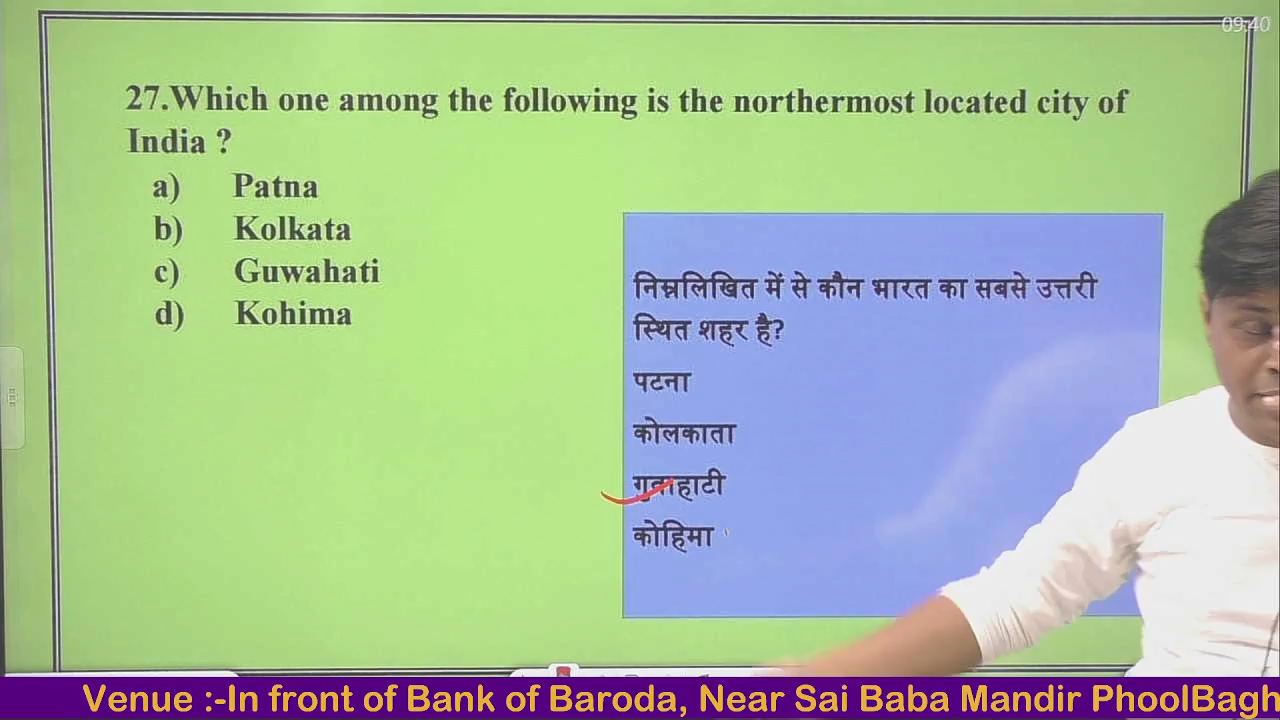 09:40
27.Which one among the following is the northermost located city of
India ?
a) Patna
b) Kolkata
c) Guwahati
d) Kohima
निम्नलिखित में से कौन भारत का सबसे उत्तरी
स्थित शहर है?
पटना
कोलकाता
गुवाहाटी
कोहिमा
Venue :-In front of Bank of Baroda, Near Sai Baba Mandir PhoolBagh